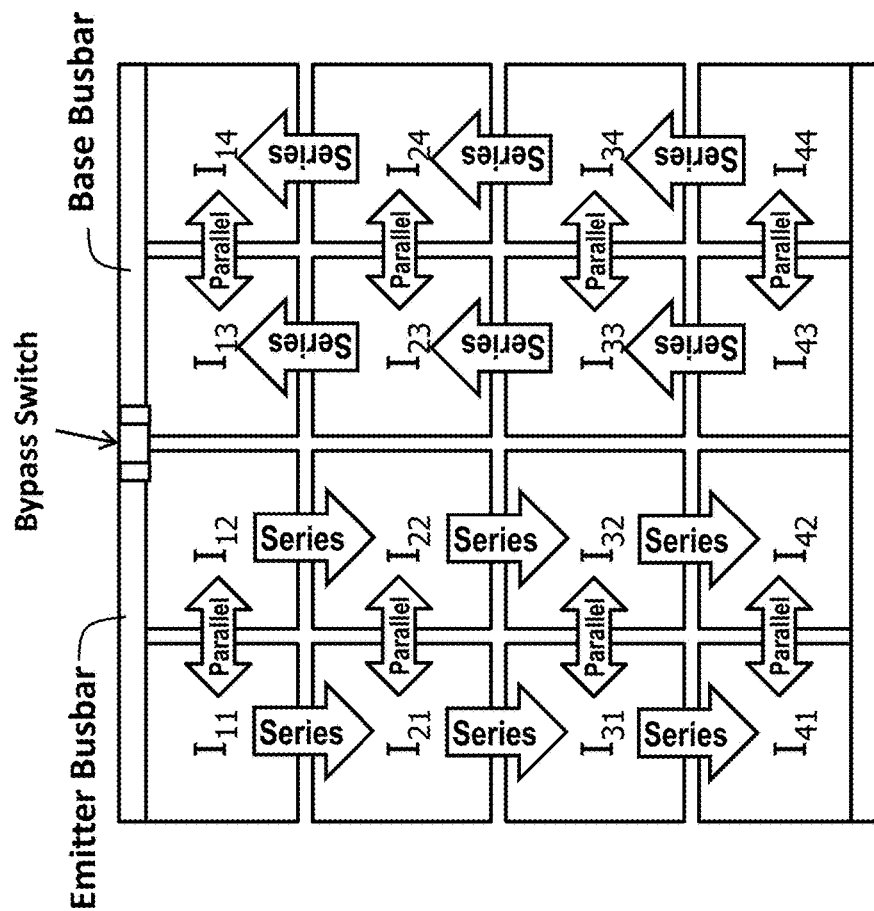 Emitter Busbar
Bypass Switch
Base Busbar
I11 Parallel I12
I13 Parallel I14
Series Series Series Series
I21 Parallel I22
I23 Parallel I24
Series Series Series Series
I31 Parallel I32
I33 Parallel I34
Series Series Series Series
I41 Parallel I42
I43 Parallel I44